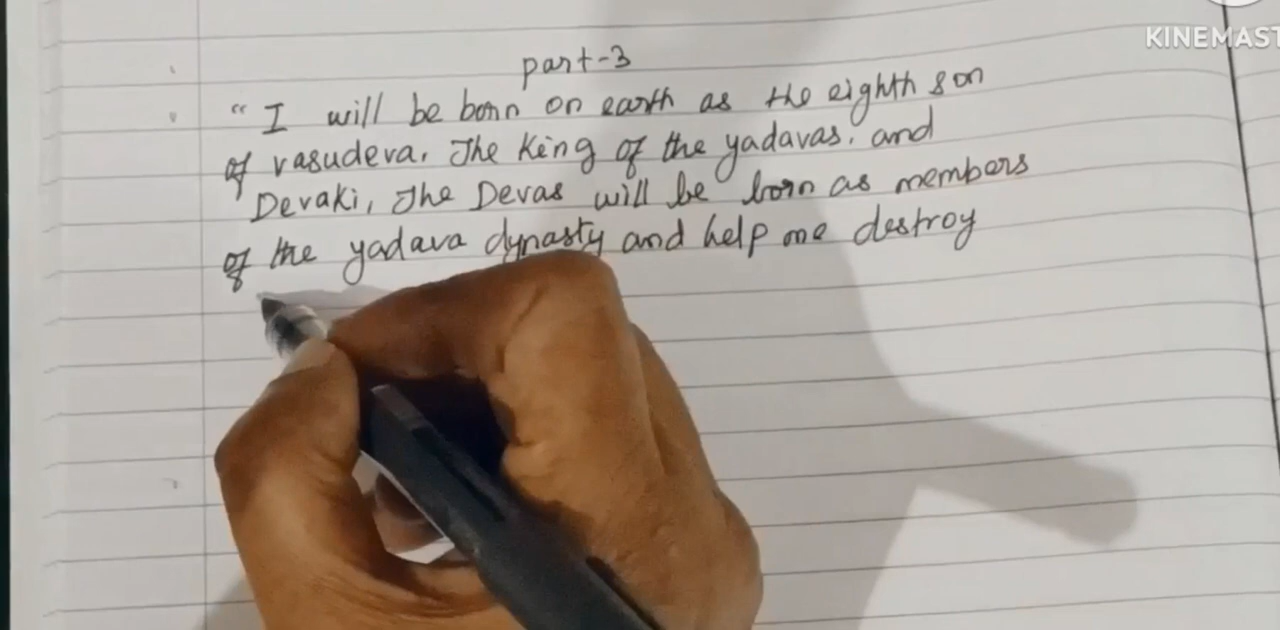 KINEMAST
part-3
"I will be born on earth as the eighth son
of vasudeva. The King of the yadavas. and
Devaki, The Devas will be born as members
of the yadava dynasty and help me destroy